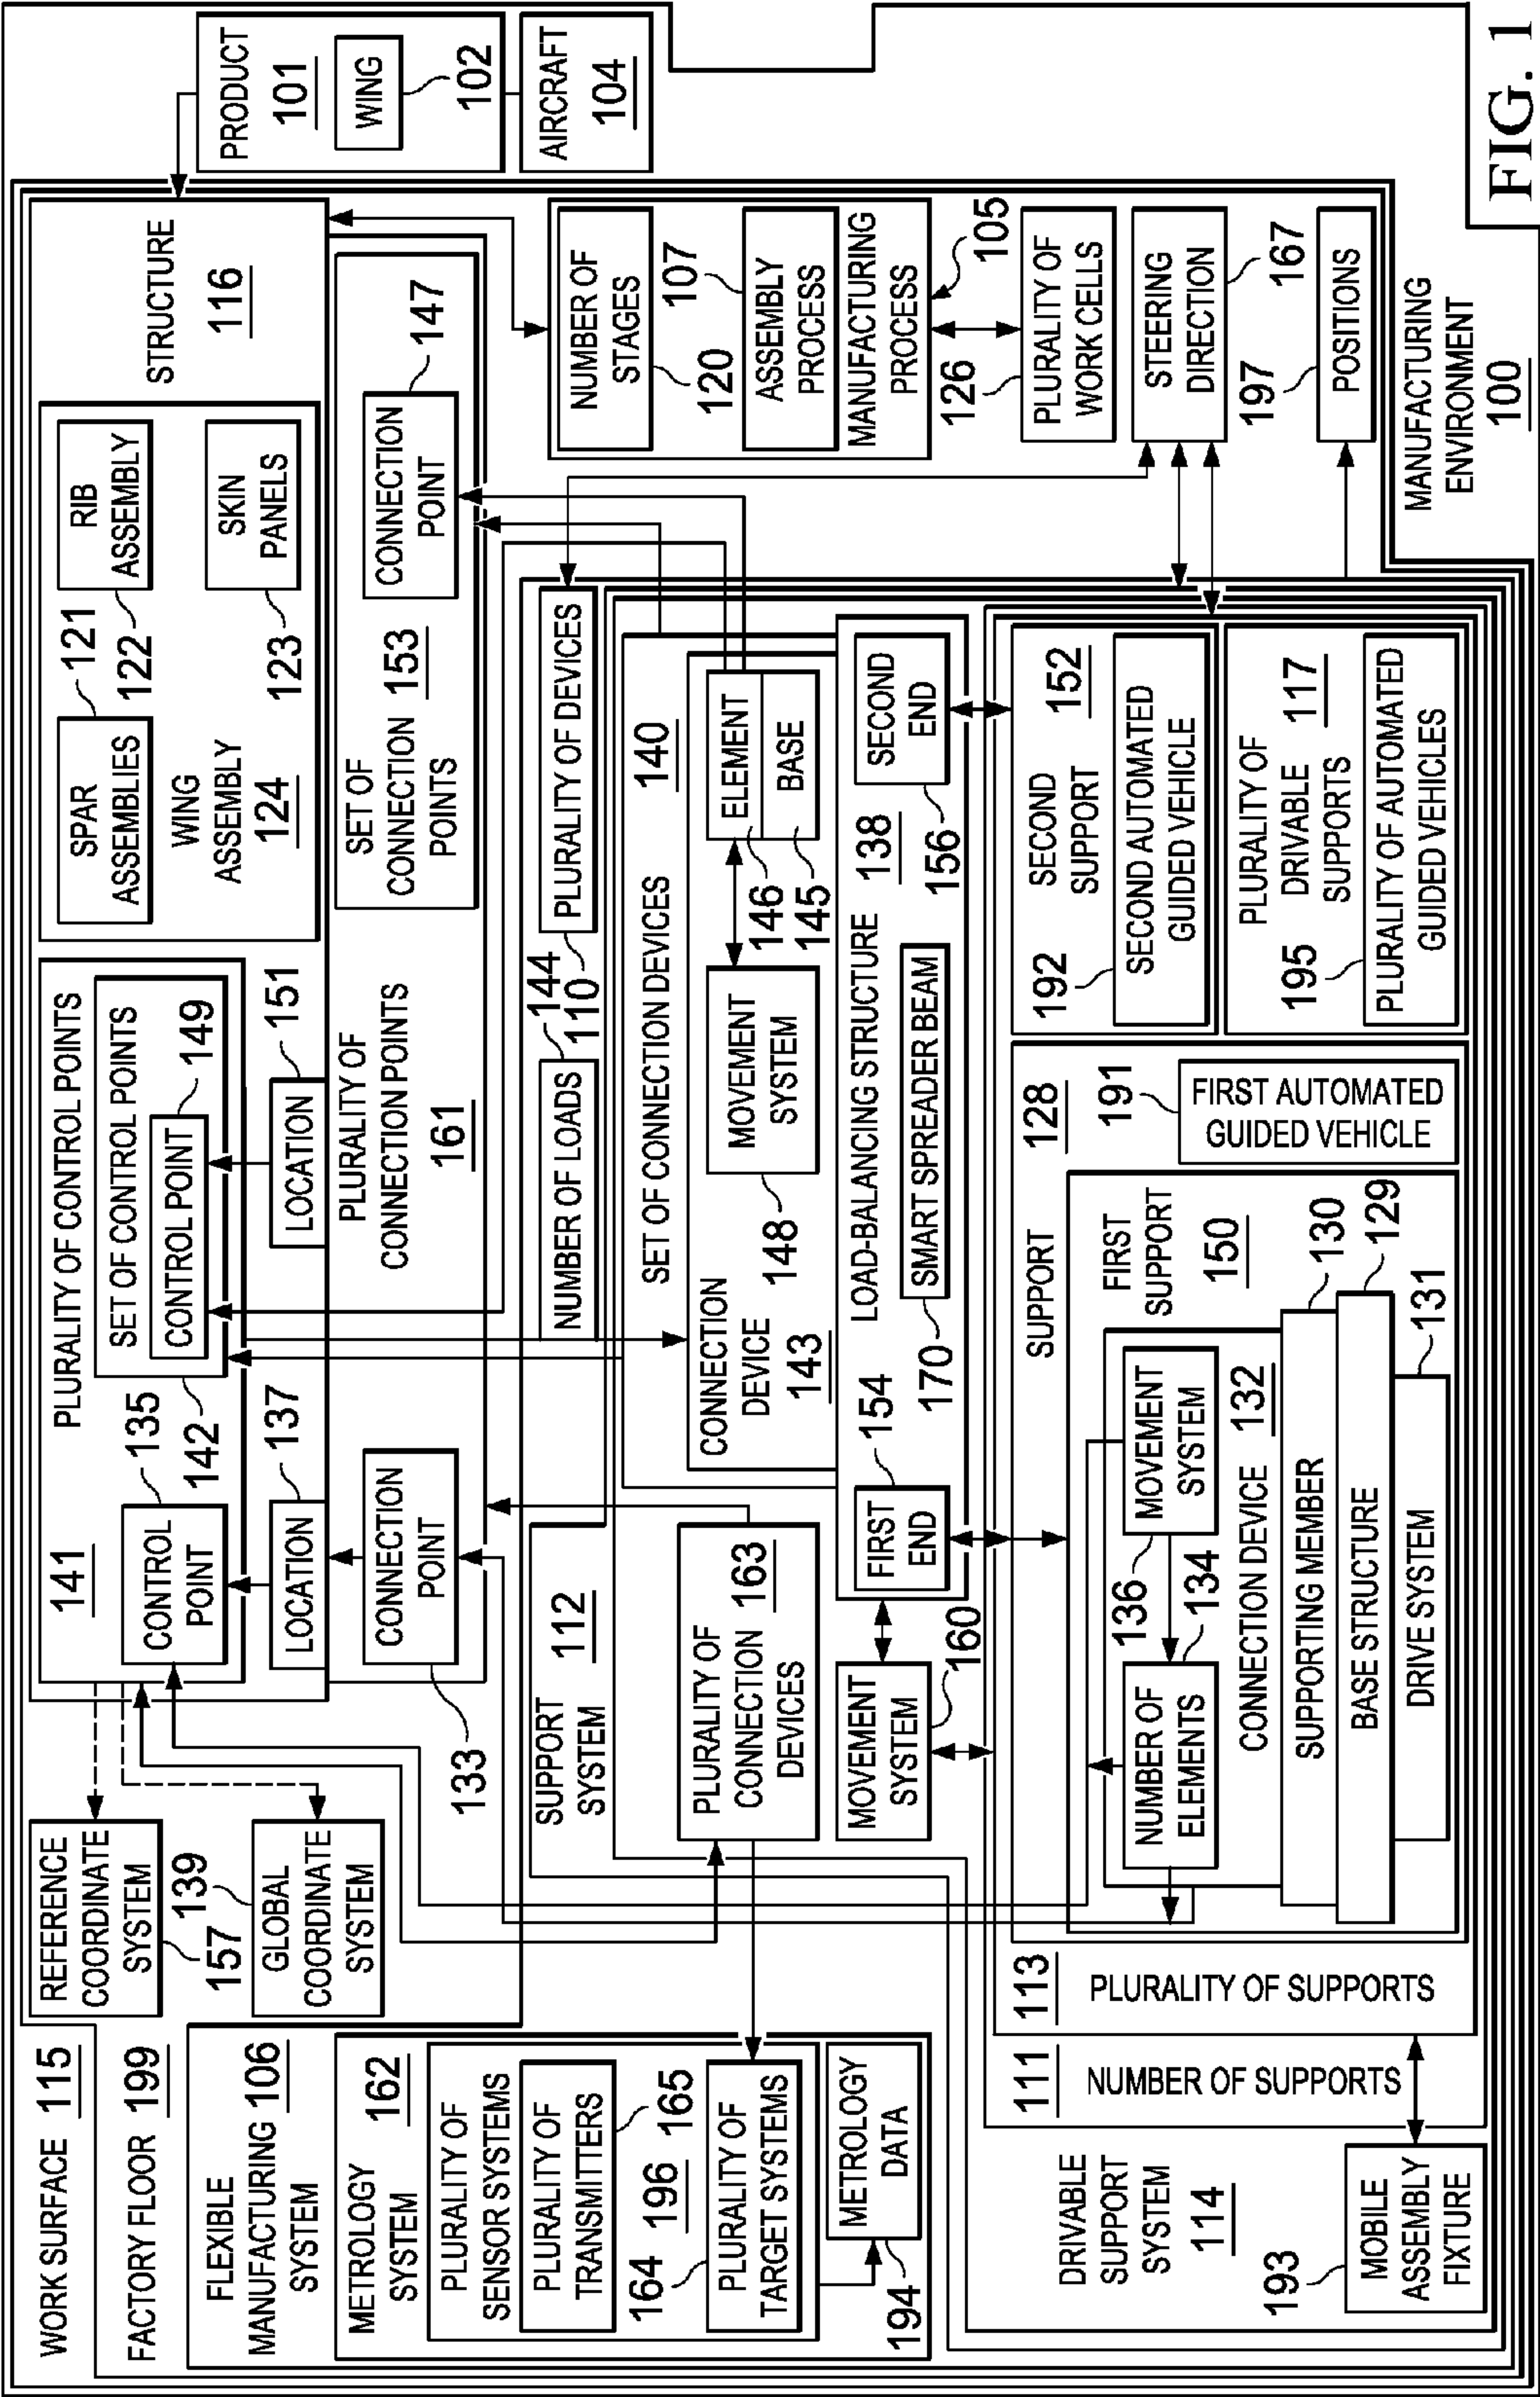 WORK SURFACE 115
FACTORY FLOOR 199
FLEXIBLE
MANUFACTURING 106
SYSTEM
METROLOGY
SYSTEM
162
PLURALITY OF
SENSOR SYSTEMS
PLURALITY OF
TRANSMITTERS
164
196
165
PLURALITY OF
TARGET SYSTEMS
METROLOGY
DATA
194
REFERENCE
COORDINATE
SYSTEM
139
157
GLOBAL
COORDINATE
SYSTEM
PLURALITY OF CONTROL POINTS
141
SET OF CONTROL POINTS
CONTROL POINT
149
135
142
CONTROL
POINT
137
LOCATION
151
LOCATION
CONNECTION
POINT
133
PLURALITY OF
CONNECTION POINTS
161
SPAR
ASSEMBLIES
121
RIB
ASSEMBLY
122
SKIN
PANELS
123
WING
ASSEMBLY
124
STRUCTURE
116
SET OF
CONNECTION
POINTS
153
CONNECTION
POINT
147
PRODUCT
101
WING
102
AIRCRAFT
104
NUMBER OF
STAGES
120
107
ASSEMBLY
PROCESS
MANUFACTURING
PROCESS
105
126
PLURALITY OF
WORK CELLS
STEERING
DIRECTION
167
197
POSITIONS
MANUFACTURING
ENVIRONMENT
100
SUPPORT
SYSTEM
112
NUMBER OF LOADS
144
110
PLURALITY OF DEVICES
SET OF CONNECTION DEVICES
140
PLURALITY OF
CONNECTION
DEVICES
163
CONNECTION
DEVICE
143
MOVEMENT
SYSTEM
148
ELEMENT
BASE
146
145
LOAD-BALANCING STRUCTURE
138
FIRST
END
154
SMART SPREADER BEAM
170
SECOND
END
156
MOVEMENT
SYSTEM
160
SUPPORT
128
FIRST
SUPPORT
150
191
FIRST AUTOMATED
GUIDED VEHICLE
MOVEMENT
SYSTEM
136
134
NUMBER OF
ELEMENTS
CONNECTION DEVICE 132
SUPPORTING MEMBER
130
BASE STRUCTURE
129
DRIVE SYSTEM
131
SECOND
SUPPORT
152
192
SECOND AUTOMATED
GUIDED VEHICLE
PLURALITY OF
DRIVABLE
SUPPORTS
117
195
PLURALITY OF AUTOMATED
GUIDED VEHICLES
113
PLURALITY OF SUPPORTS
111
NUMBER OF SUPPORTS
DRIVABLE
SUPPORT
SYSTEM
114
193
MOBILE
ASSEMBLY
FIXTURE
FIG. 1